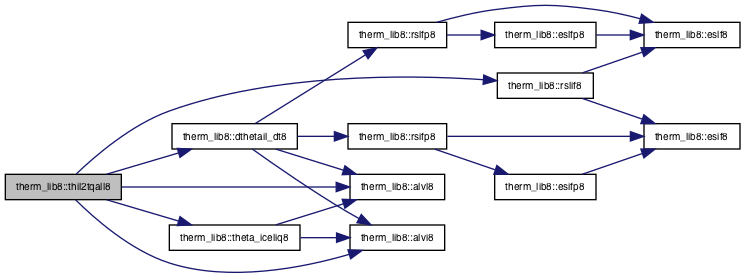 therm_lib8::rslfp8
therm_lib8::eslfp8
therm_lib8::eslf8
therm_lib8::rslif8
therm_lib8::dthetail_dt8
therm_lib8::rsifp8
therm_lib8::esif8
therm_lib8::thil2tqall8
therm_lib8::alvl8
therm_lib8::esifp8
therm_lib8::theta_iceliq8
therm_lib8::alvi8